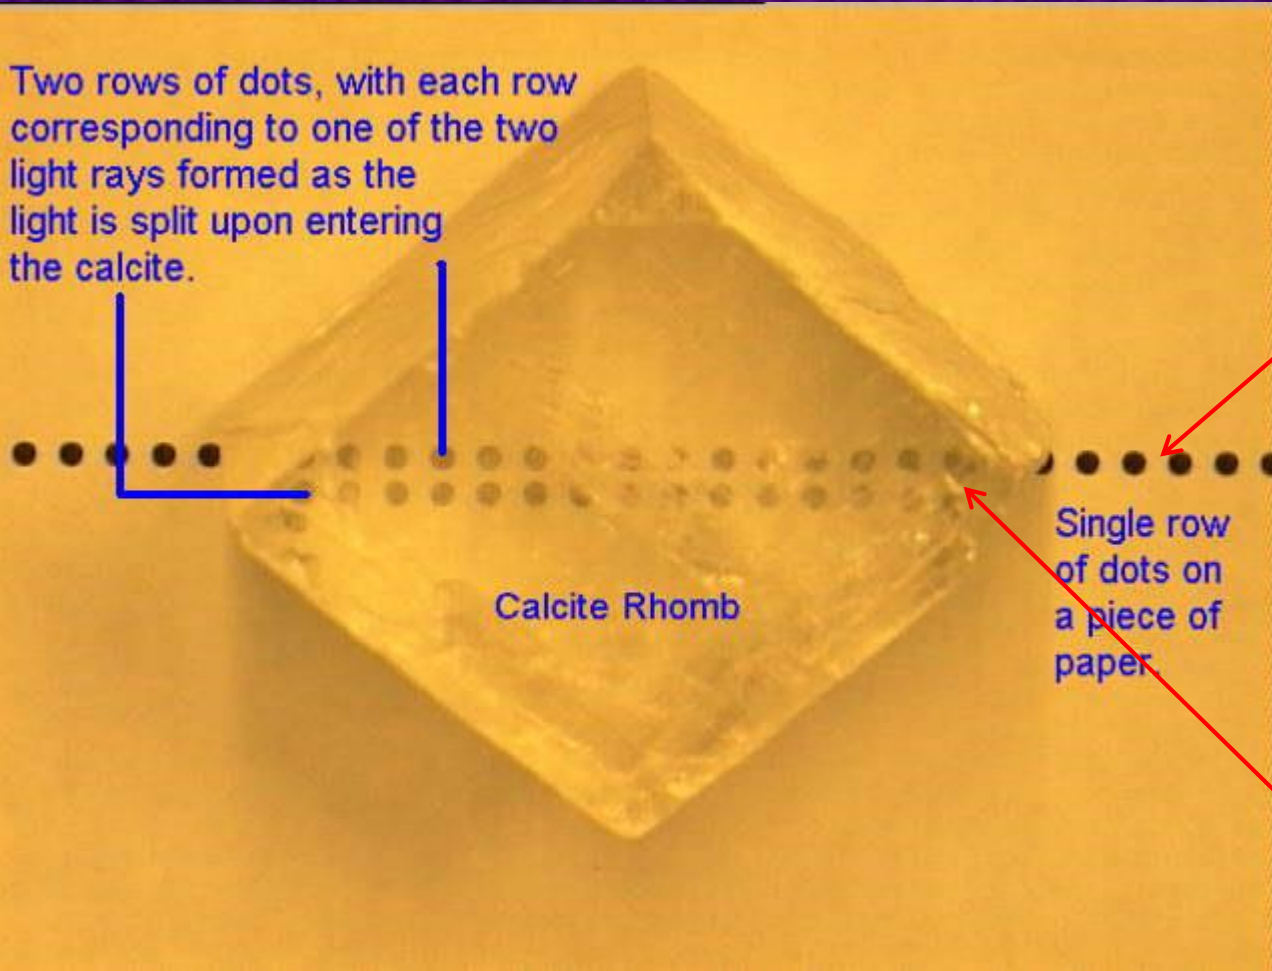 Two rows of dots, with each row
corresponding to one of the two
light rays formed as the
light is split upon entering
the calcite.
Calcite Rhomb
Single row
of dots on
a piece of
paper.